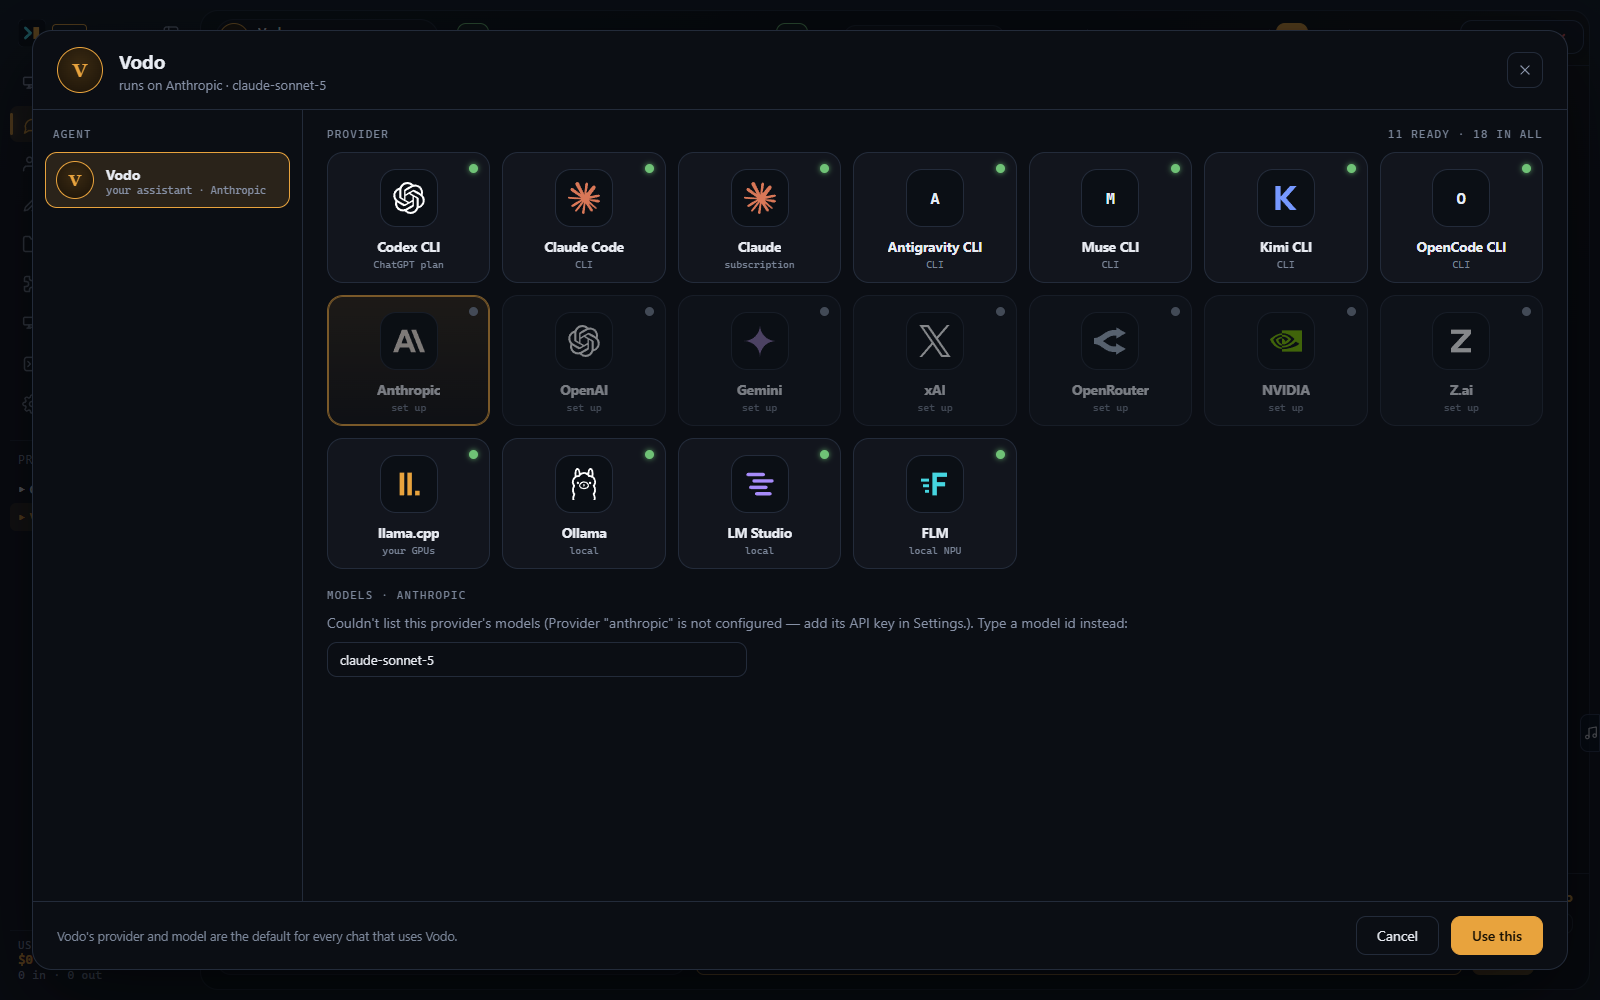 V
Vodo
runs on Anthropic · claude-sonnet-5
AGENT
V
Vodo
your assistant · Anthropic
PROVIDER
11 READY · 18 IN ALL
Codex CLI
ChatGPT plan
Claude Code
CLI
Claude
subscription
A
Antigravity CLI
CLI
M
Muse CLI
CLI
Kimi CLI
CLI
O
OpenCode CLI
CLI
Anthropic
set up
OpenAI
set up
Gemini
set up
xAI
set up
OpenRouter
set up
NVIDIA
set up
Z.ai
set up
llama.cpp
your GPUs
Ollama
local
LM Studio
local
FLM
local NPU
MODELS · ANTHROPIC
Couldn't list this provider's models (Provider "anthropic" is not configured — add its API key in Settings.). Type a model id instead:
claude-sonnet-5
Vodo's provider and model are the default for every chat that uses Vodo.
Cancel
Use this
$0
0 in · 0 out